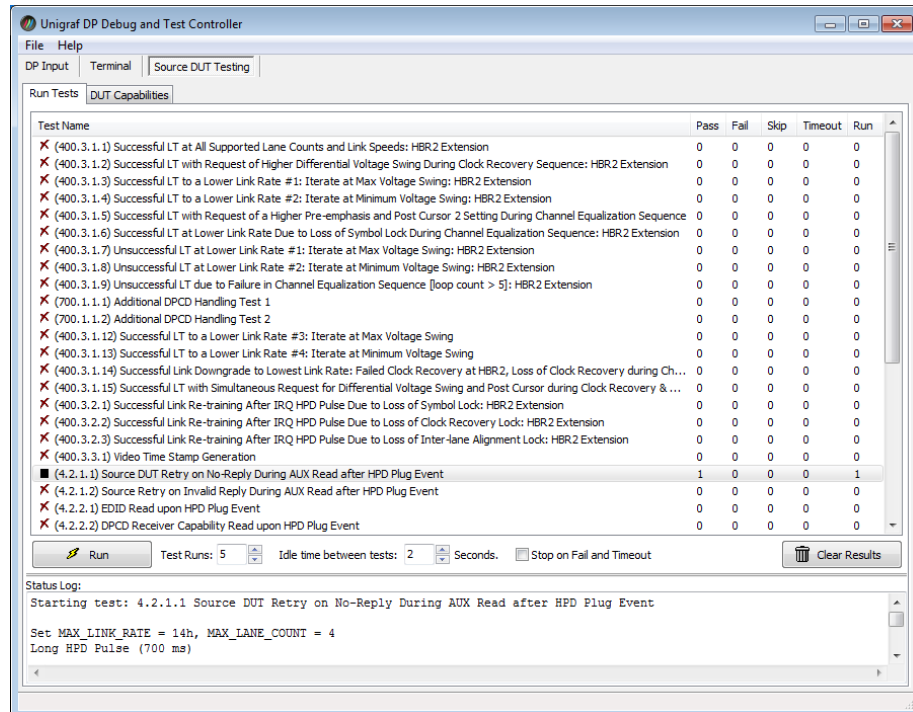 Unigraf DP Debug and Test Controller
File Help
DP Input Terminal Source DUT Testing
Run Tests DUT Capabilities
Test Name Pass Fail Skip Timeout Run
(400.3.1.1) Successful LT at All Supported Lane Counts and Link Speeds: HBR2 Extension 0 0 0 0 0
(400.3.1.2) Successful LT with Request of Higher Differential Voltage Swing During Clock Recovery Sequence: HBR2 Extension 0 0 0 0 0
(400.3.1.3) Successful LT to a Lower Link Rate #1: Iterate at Max Voltage Swing: HBR2 Extension 0 0 0 0 0
(400.3.1.4) Successful LT to a Lower Link Rate #2: Iterate at Minimum Voltage Swing: HBR2 Extension 0 0 0 0 0
(400.3.1.5) Successful LT with Request of a Higher Pre-emphasis and Post Cursor 2 Setting During Channel Equalization Sequence 0 0 0 0 0
(400.3.1.6) Successful LT at Lower Link Rate Due to Loss of Symbol Lock During Channel Equalization Sequence: HBR2 Extension 0 0 0 0 0
(400.3.1.7) Unsuccessful LT at Lower Link Rate #1: Iterate at Max Voltage Swing: HBR2 Extension 0 0 0 0 0
(400.3.1.8) Unsuccessful LT at Lower Link Rate #2: Iterate at Minimum Voltage Swing: HBR2 Extension 0 0 0 0 0
(400.3.1.9) Unsuccessful LT due to Failure in Channel Equalization Sequence [loop count > 5]: HBR2 Extension 0 0 0 0 0
(700.1.1.1) Additional DPCD Handling Test 1 0 0 0 0 0
(700.1.1.2) Additional DPCD Handling Test 2 0 0 0 0 0
(400.3.1.12) Successful LT to a Lower Link Rate #3: Iterate at Max Voltage Swing 0 0 0 0 0
(400.3.1.13) Successful LT to a Lower Link Rate #4: Iterate at Minimum Voltage Swing 0 0 0 0 0
(400.3.1.14) Successful Link Downgrade to Lowest Link Rate: Failed Clock Recovery at HBR2, Loss of Clock Recovery during Ch... 0 0 0 0 0
(400.3.1.15) Successful LT with Simultaneous Request for Differential Voltage Swing and Post Cursor during Clock Recovery & ... 0 0 0 0 0
(400.3.2.1) Successful Link Re-training After IRQ HPD Pulse Due to Loss of Symbol Lock: HBR2 Extension 0 0 0 0 0
(400.3.2.2) Successful Link Re-training After IRQ HPD Pulse Due to Loss of Clock Recovery Lock: HBR2 Extension 0 0 0 0 0
(400.3.2.3) Successful Link Re-training After IRQ HPD Pulse Due to Loss of Inter-lane Alignment Lock: HBR2 Extension 0 0 0 0 0
(400.3.3.1) Video Time Stamp Generation 0 0 0 0 0
(4.2.1.1) Source DUT Retry on No-Reply During AUX Read after HPD Plug Event 1 0 0 0 1
(4.2.1.2) Source Retry on Invalid Reply During AUX Read after HPD Plug Event 0 0 0 0 0
(4.2.2.1) EDID Read upon HPD Plug Event 0 0 0 0 0
(4.2.2.2) DPCD Receiver Capability Read upon HPD Plug Event 0 0 0 0 0
Run Test Runs: 5 Idle time between tests: 2 Seconds. Stop on Fail and Timeout Clear Results
Status Log:
Starting test: 4.2.1.1 Source DUT Retry on No-Reply During AUX Read after HPD Plug Event
Set MAX_LINK_RATE = 14h, MAX_LANE_COUNT = 4
Long HPD Pulse (700 ms)